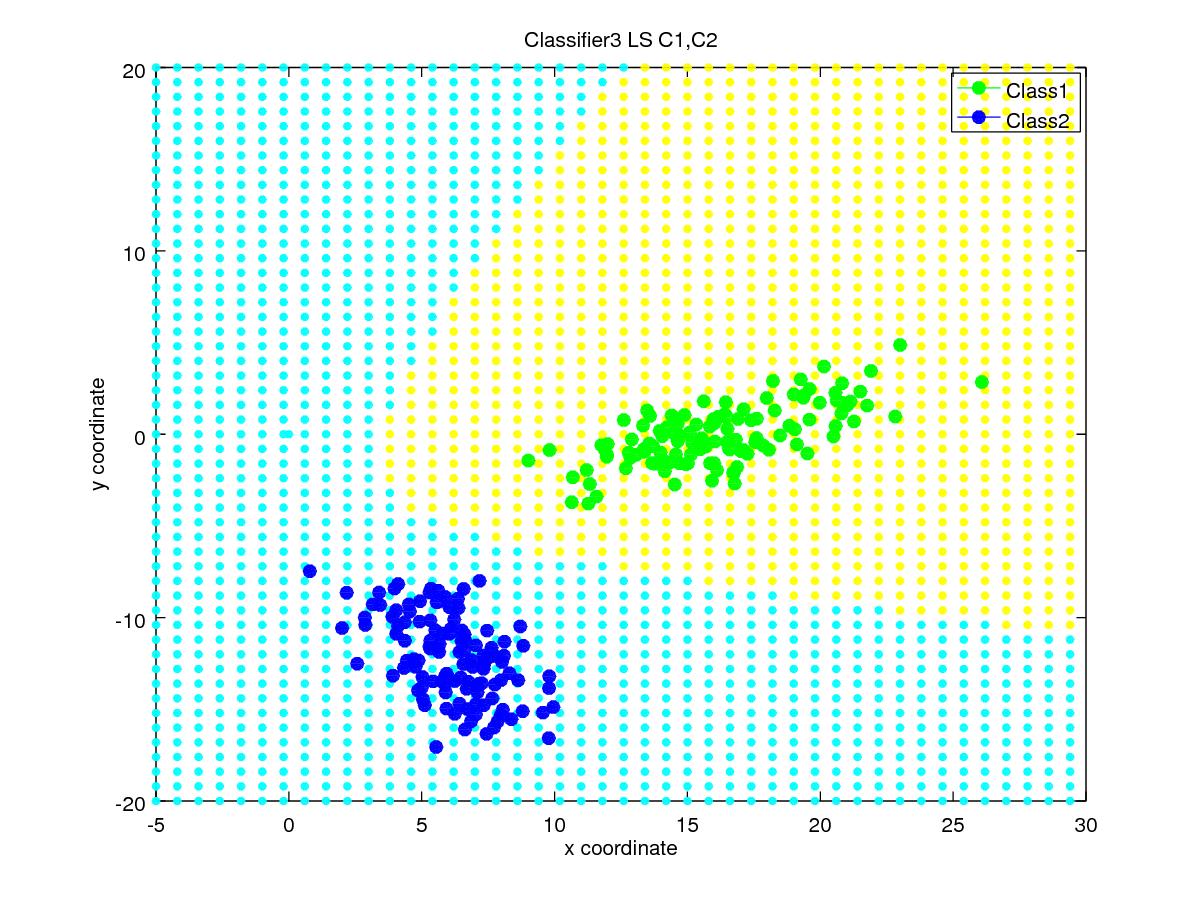 Classifier3 LS C1,C2
Class1
Class2
20
10
0
-10
-20
y coordinate
-5 0 5 10 15 20 25 30
x coordinate